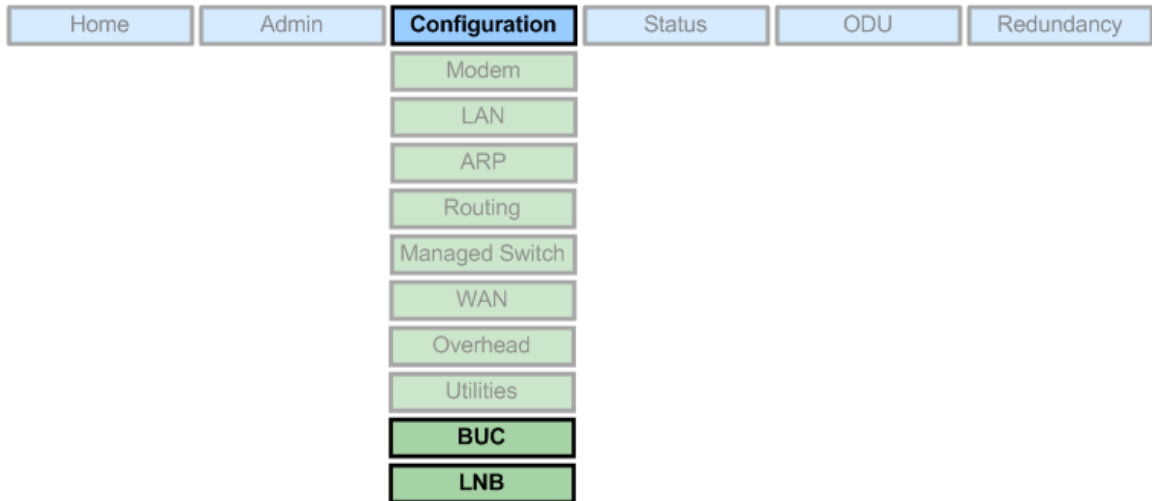 Home Admin Configuration Status ODU Redundancy
Modem
LAN
ARP
Routing
Managed Switch
WAN
Overhead
Utilities
BUC
LNB